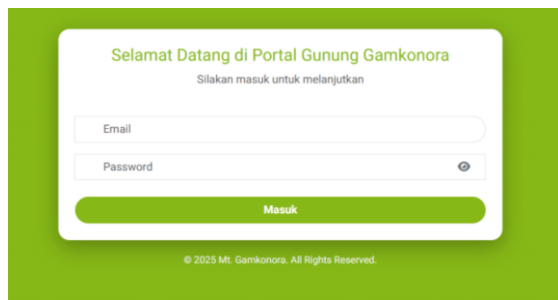 Selamat Datang di Portal Gunung Gamkonora
Silakan masuk untuk melanjutkan
Email
Password
Masuk
© 2025 Mt. Gamkonora. All Rights Reserved.